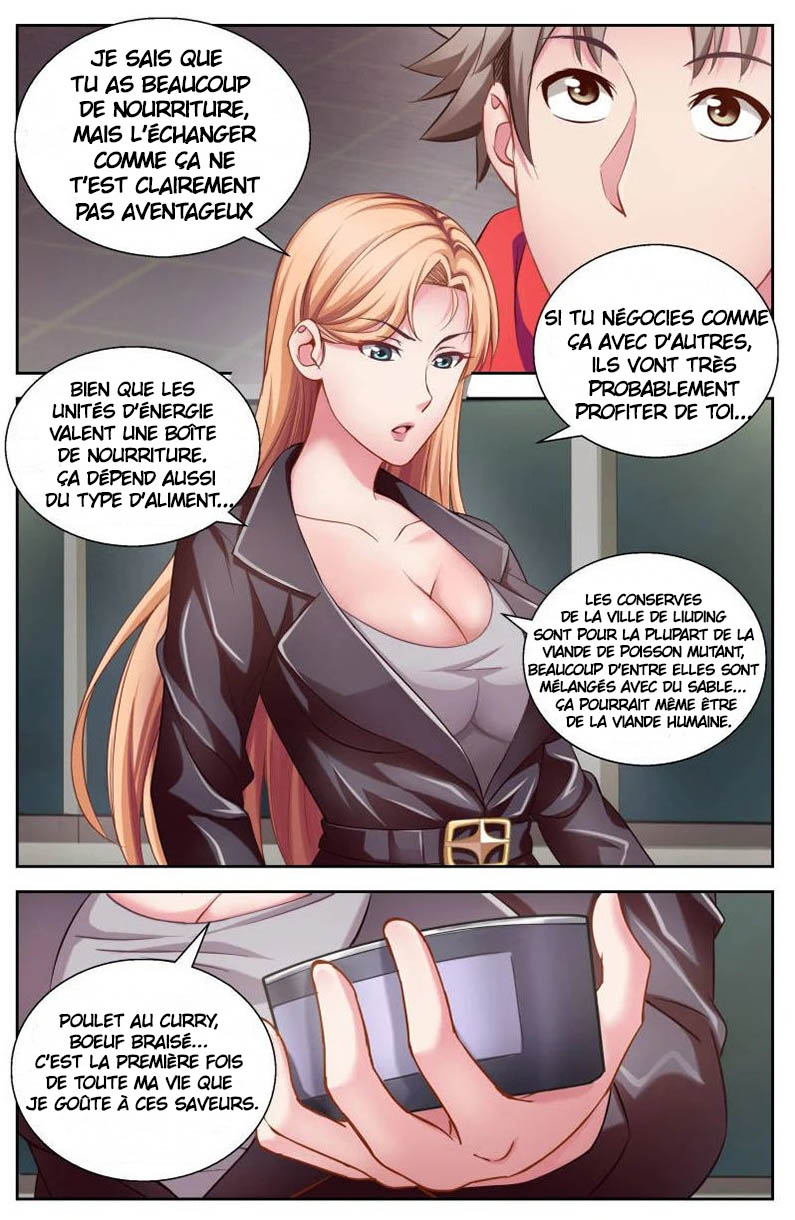 JE SAIS QUE
TU AS BEAUCOUP
DE NOURRITURE,
MAIS L'ÉCHANGER
COMME ÇA NE
T'EST CLAIREMENT
PAS AVENTAGEUX
SI TU NÉGOCIES COMME
ÇA AVEC D'AUTRES,
ILS VONT TRÈS
PROBABLEMENT
PROFITER DE TOI...
BIEN QUE LES
UNITÉS D'ÉNERGIE
VALENT UNE BOÎTE
DE NOURRITURE.
ÇA DÉPEND AUSSI
DU TYPE D'ALIMENT...
LES CONSERVES
DE LA VILLE DE LIUDING
SONT POUR LA PLUPART DE LA
VIANDE DE POISSON MUTANT,
BEAUCOUP D'ENTRE ELLES SONT
MÉLANGÉS AVEC DU SABLE...
ÇA POURRAIT MÊME ÊTRE
DE LA VIANDE HUMAINE.
POULET AU CURRY,
BOEUF BRAISÉ...
C'EST LA PREMIÈRE FOIS
DE TOUTE MA VIE QUE
JE GOÛTE À CES SAVEURS.